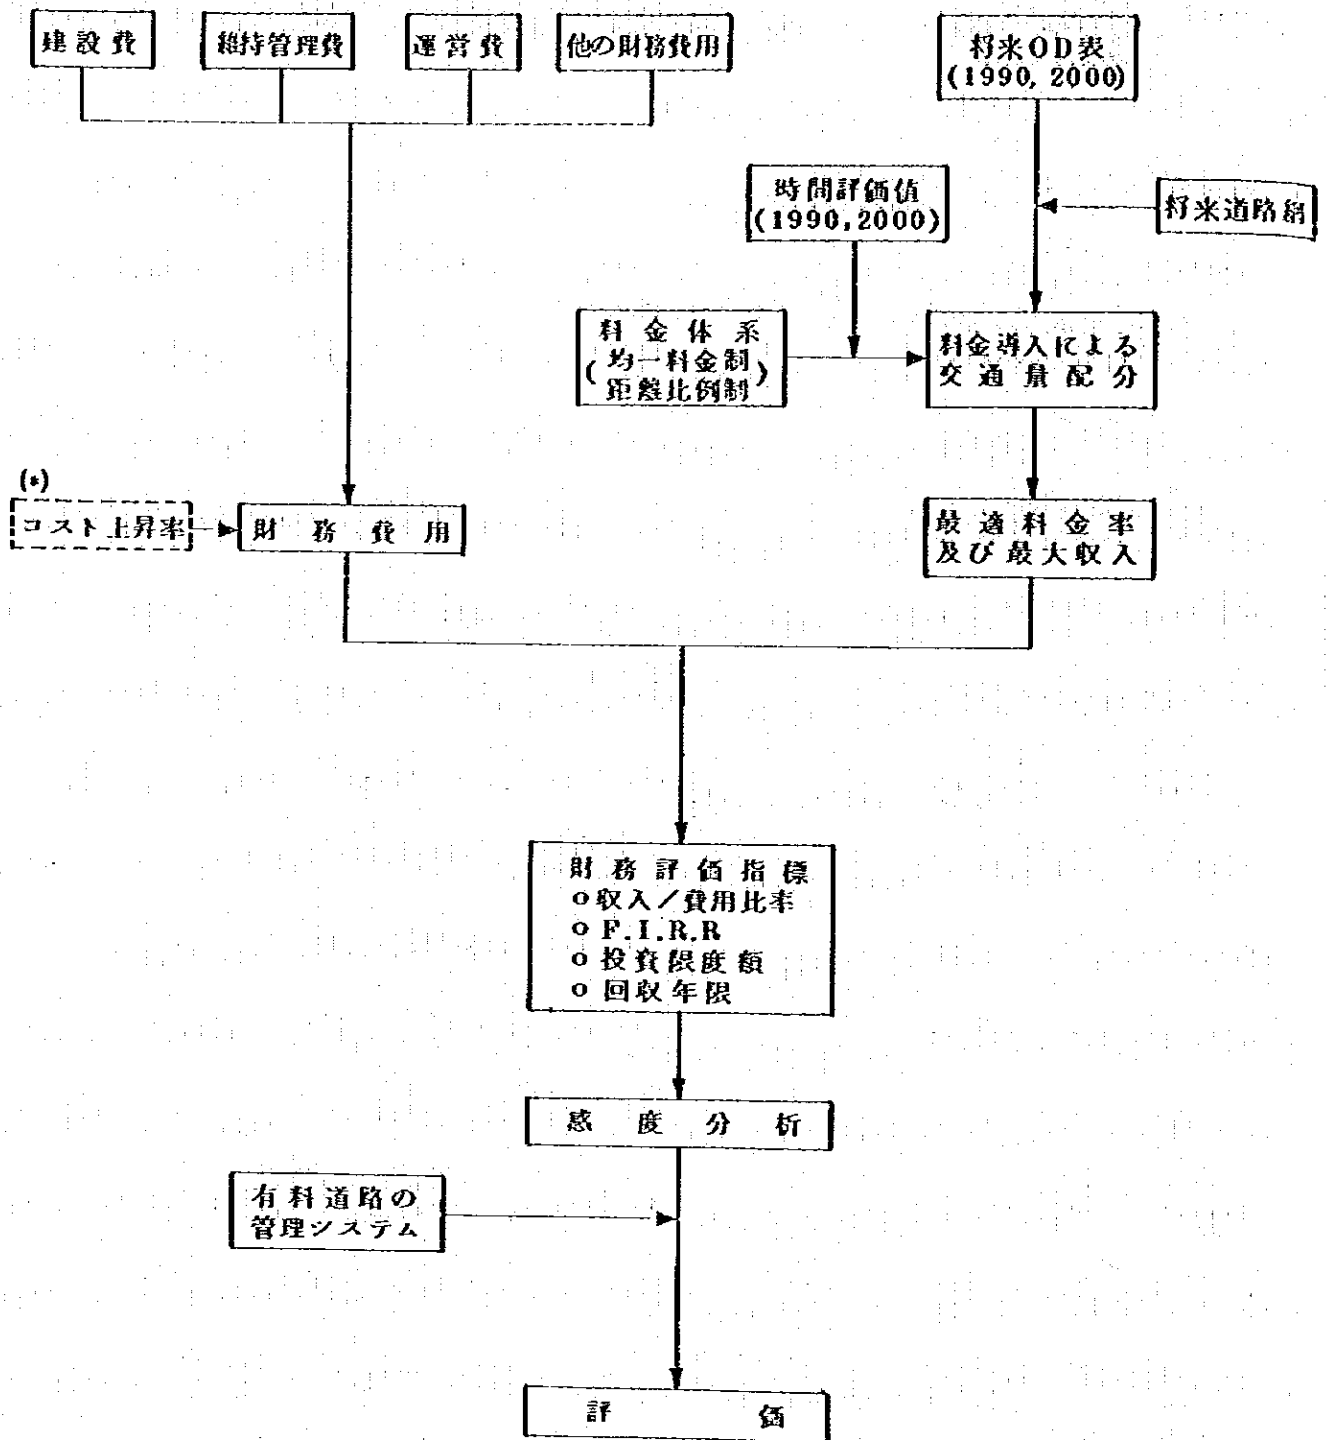 建設費
維持管理費
運営費
他の財務費用
将来OD表
(1990, 2000)
時間評価値
(1990,2000)
将来道路網
料金体系
(均一料金制
距離比例制)
料金導入による
交通量配分
(*)
コスト上昇率
財務費用
最適料金率
及び最大収入
財務評価指標
o収入／費用比率
o F.I.R.R
o 投資限度額
o 回収年限
感度分析
有料道路の
管理システム
評価